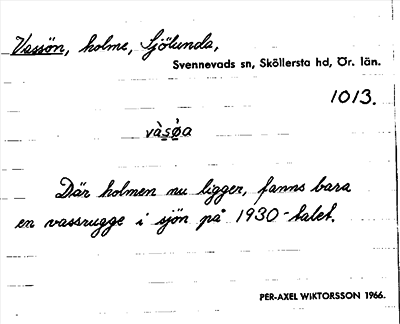 Vassön, holme, Sjölunda,
Svennevads sn, Sköllersta hd, Ör. län.
1013.
vàsø̀a
Där holmen nu ligger, fanns bara
en vassrugge i sjön på 1930-talet.
PER-AXEL WIKTORSSON 1966.